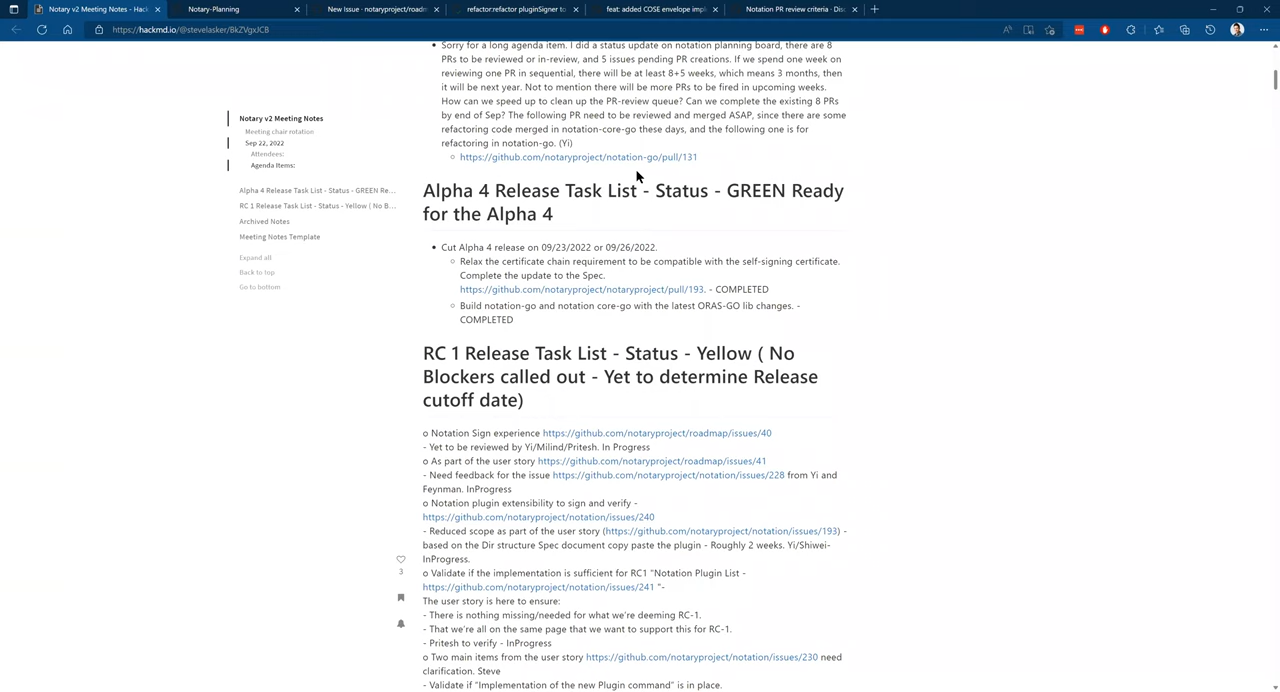 Notary v2 Meeting Notes - Hack
Notary-Planning
New Issue · notaryproject/roadm
refactor:refactor pluginSigner to
feat: added COSE envelope impl
Notation PR review criteria · Disc
https://hackmd.io/@stevelasker/BkZVgxJCB
Notary v2 Meeting Notes
Meeting chair rotation
Sep 22, 2022
Attendees:
Agenda Items:
Alpha 4 Release Task List - Status - GREEN Re...
RC 1 Release Task List - Status - Yellow ( No B...
Archived Notes
Meeting Notes Template
Expand all
Back to top
Go to bottom
3
• Sorry for a long agenda item. I did a status update on notation planning board, there are 8
PRs to be reviewed or in-review, and 5 issues pending PR creations. If we spend one week on
reviewing one PR in sequential, there will be at least 8+5 weeks, which means 3 months, then
it will be next year. Not to mention there will be more PRs to be fired in upcoming weeks.
How can we speed up to clean up the PR-review queue? Can we complete the existing 8 PRs
by end of Sep? The following PR need to be reviewed and merged ASAP, since there are some
refactoring code merged in notation-core-go these days, and the following one is for
refactoring in notation-go. (Yi)
https://github.com/notaryproject/notation-go/pull/131
Alpha 4 Release Task List - Status - GREEN Ready
for the Alpha 4
• Cut Alpha 4 release on 09/23/2022 or 09/26/2022.
Relax the certificate chain requirement to be compatible with the self-signing certificate.
Complete the update to the Spec.
https://github.com/notaryproject/notaryproject/pull/193. - COMPLETED
Build notation-go and notation core-go with the latest ORAS-GO lib changes. -
COMPLETED
RC 1 Release Task List - Status - Yellow ( No
Blockers called out - Yet to determine Release
cutoff date)
o Notation Sign experience https://github.com/notaryproject/roadmap/issues/40
- Yet to be reviewed by Yi/Milind/Pritesh. In Progress
o As part of the user story https://github.com/notaryproject/roadmap/issues/41
- Need feedback for the issue https://github.com/notaryproject/notation/issues/228 from Yi and
Feynman. InProgress
o Notation plugin extensibility to sign and verify -
https://github.com/notaryproject/notation/issues/240
- Reduced scope as part of the user story (https://github.com/notaryproject/notation/issues/193) -
based on the Dir structure Spec document copy paste the plugin - Roughly 2 weeks. Yi/Shiwei-
InProgress.
o Validate if the implementation is sufficient for RC1 "Notation Plugin List -
https://github.com/notaryproject/notation/issues/241 "-
The user story is here to ensure:
- There is nothing missing/needed for what we're deeming RC-1.
- That we're all on the same page that we want to support this for RC-1.
- Pritesh to verify - InProgress
o Two main items from the user story https://github.com/notaryproject/notation/issues/230 need
clarification. Steve
- Validate if "Implementation of the new Plugin command" is in place.